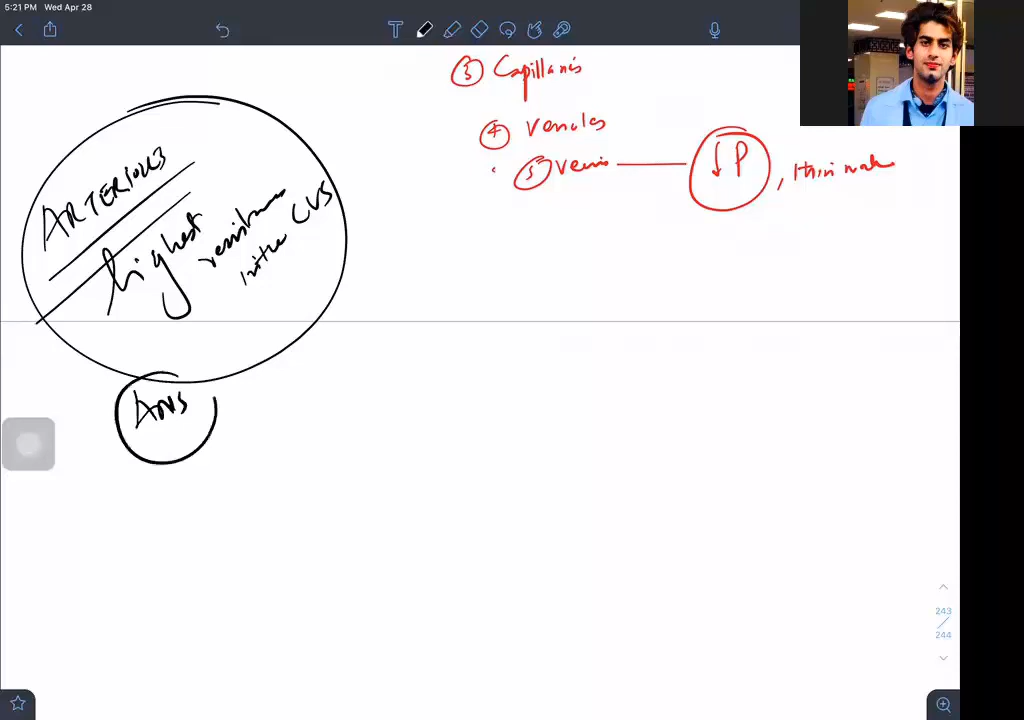 5:21 PM Wed Apr 28
T
③ Capillaries
④ Venules
⑤ Veins
↓ P
, thin walls
ARTERIOLES
highest
resistance
in the CVS
ANS
243
244